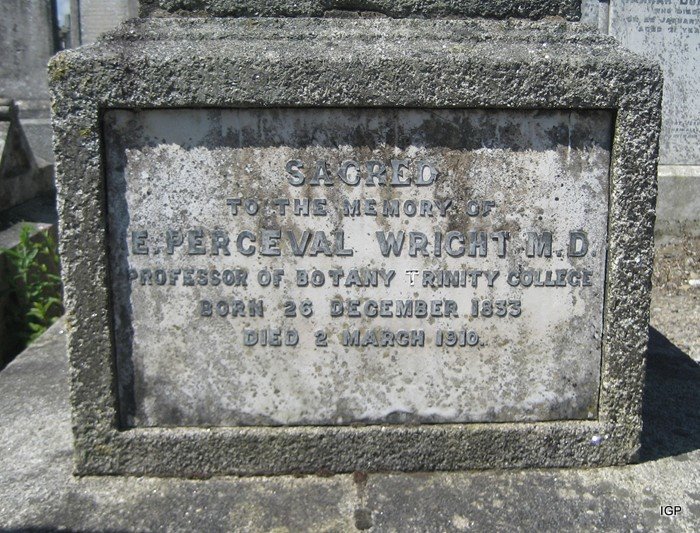 SACRED
TO THE MEMORY OF
E. PERCEVAL WRIGHT M.D.
PROFESSOR OF BOTANY TRINITY COLLEGE
BORN 26 DECEMBER 1833
DIED 2 MARCH 1910.
IGP